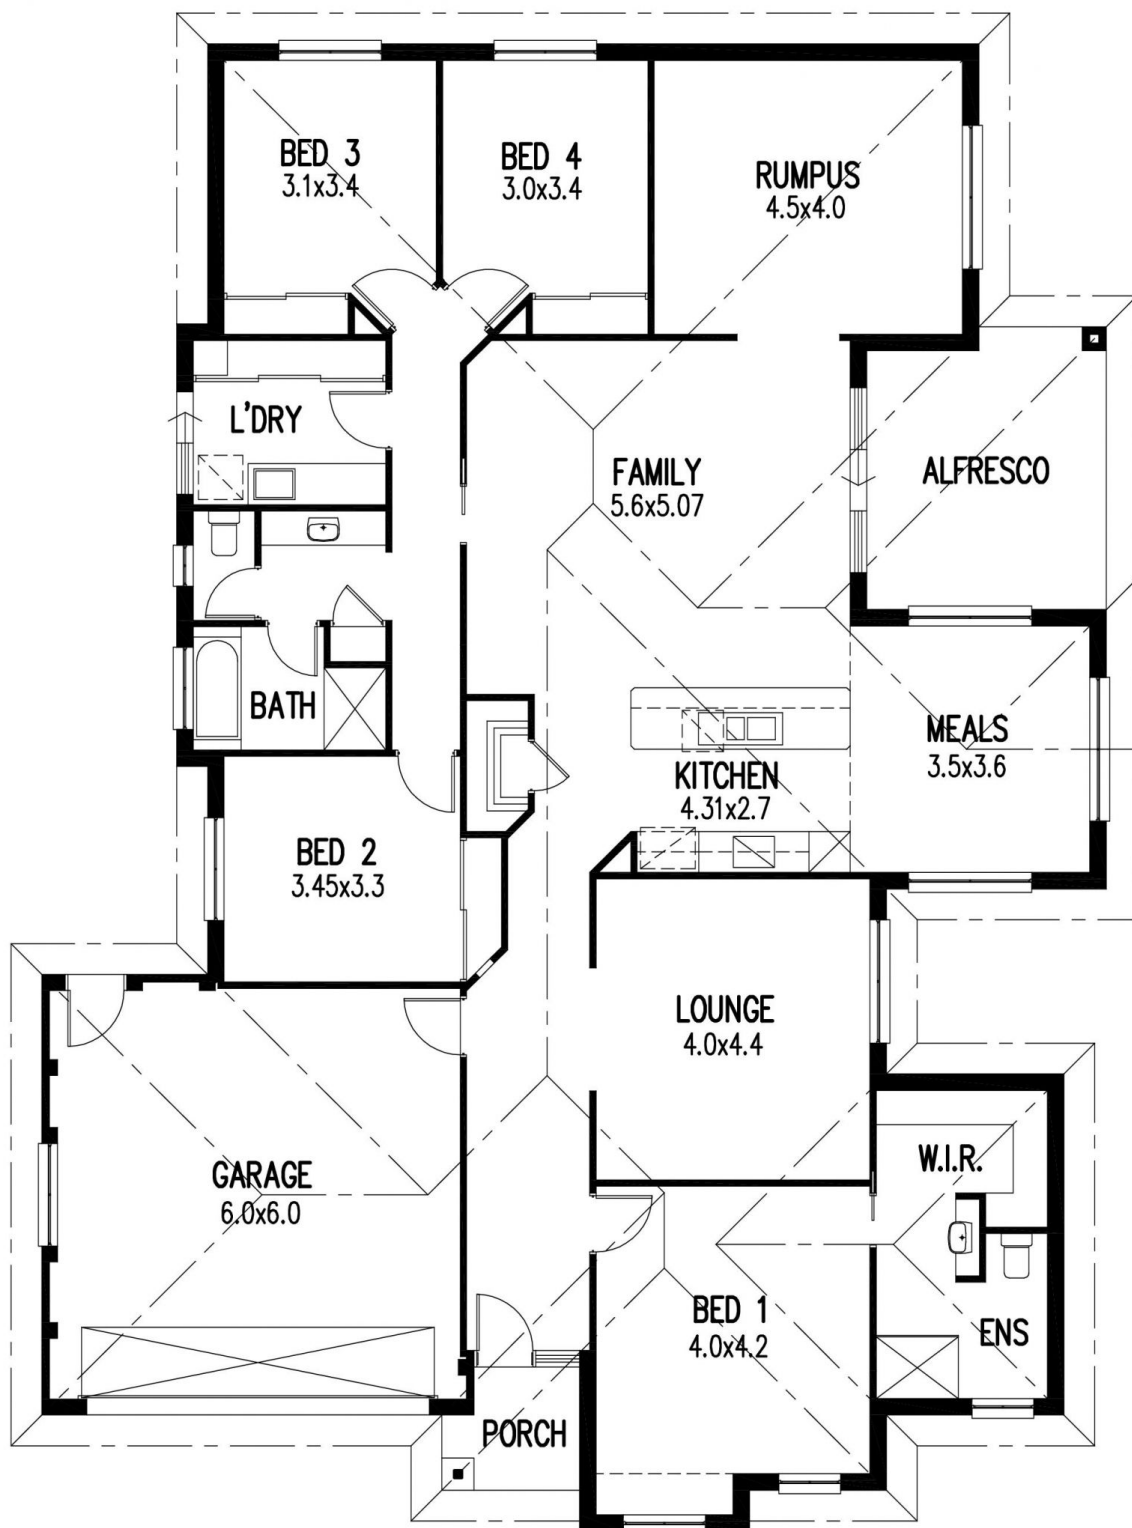 BED 3
3.1x3.4
BED 4
3.0x3.4
RUMPUS
4.5x4.0
L'DRY
FAMILY
5.6x5.07
ALFRESCO
BATH
KITCHEN
4.31x2.7
MEALS
3.5x3.6
BED 2
3.45x3.3
LOUNGE
4.0x4.4
GARAGE
6.0x6.0
W.I.R.
BED 1
4.0x4.2
ENS
PORCH